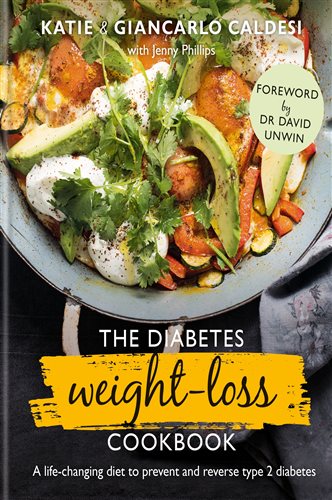 KATIE & GIANCARLO CALDESI
with Jenny Phillips
FOREWORD
by
DR DAVID
UNWIN
THE DIABETES
weight-loss
COOKBOOK
A life-changing diet to prevent and reverse type 2 diabetes